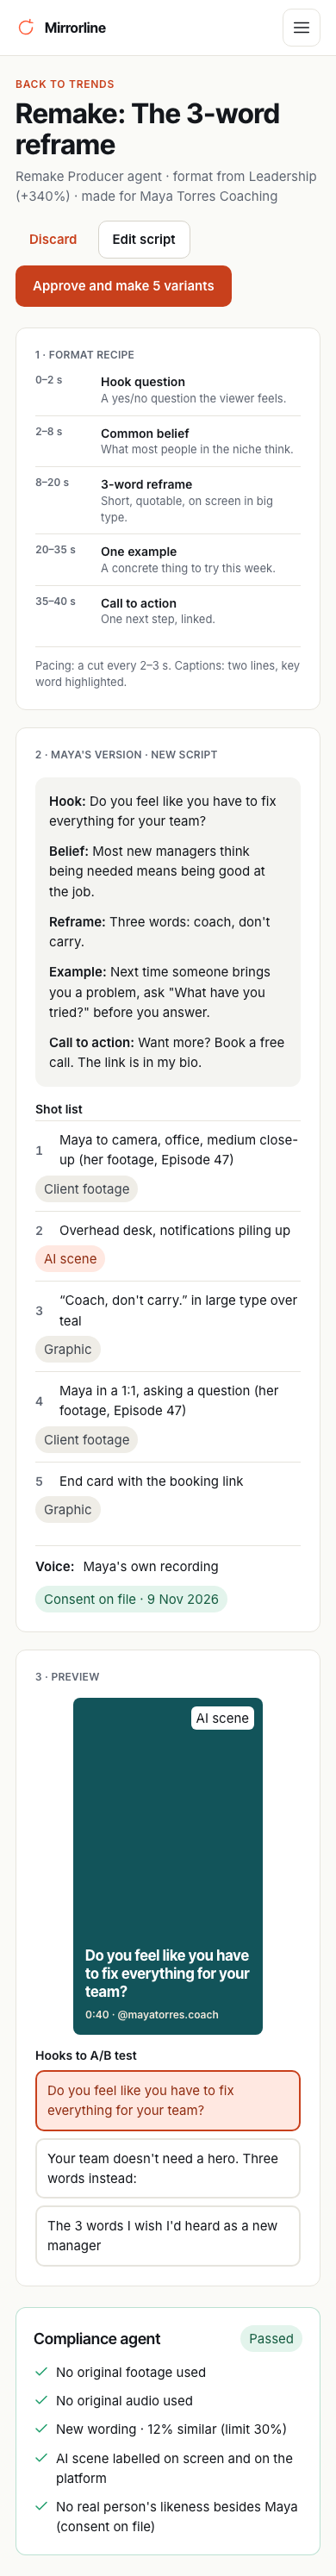 Mirrorline
BACK TO TRENDS
Remake: The 3-word
reframe
Remake Producer agent · format from Leadership
(+340%) · made for Maya Torres Coaching
Discard
Edit script
Approve and make 5 variants
1 · FORMAT RECIPE
0–2 s
Hook question
A yes/no question the viewer feels.
2–8 s
Common belief
What most people in the niche think.
8–20 s
3-word reframe
Short, quotable, on screen in big
type.
20–35 s
One example
A concrete thing to try this week.
35–40 s
Call to action
One next step, linked.
Pacing: a cut every 2–3 s. Captions: two lines, key
word highlighted.
2 · MAYA'S VERSION · NEW SCRIPT
Hook: Do you feel like you have to fix
everything for your team?
Belief: Most new managers think
being needed means being good at
the job.
Reframe: Three words: coach, don't
carry.
Example: Next time someone brings
you a problem, ask "What have you
tried?" before you answer.
Call to action: Want more? Book a free
call. The link is in my bio.
Shot list
1
Maya to camera, office, medium close-
up (her footage, Episode 47)
Client footage
2
Overhead desk, notifications piling up
AI scene
3
“Coach, don't carry.” in large type over
teal
Graphic
4
Maya in a 1:1, asking a question (her
footage, Episode 47)
Client footage
5
End card with the booking link
Graphic
Voice: Maya's own recording
Consent on file · 9 Nov 2026
3 · PREVIEW
AI scene
Do you feel like you have
to fix everything for your
team?
0:40 · @mayatorres.coach
Hooks to A/B test
Do you feel like you have to fix
everything for your team?
Your team doesn't need a hero. Three
words instead:
The 3 words I wish I'd heard as a new
manager
Compliance agent
Passed
No original footage used
No original audio used
New wording · 12% similar (limit 30%)
AI scene labelled on screen and on the
platform
No real person's likeness besides Maya
(consent on file)